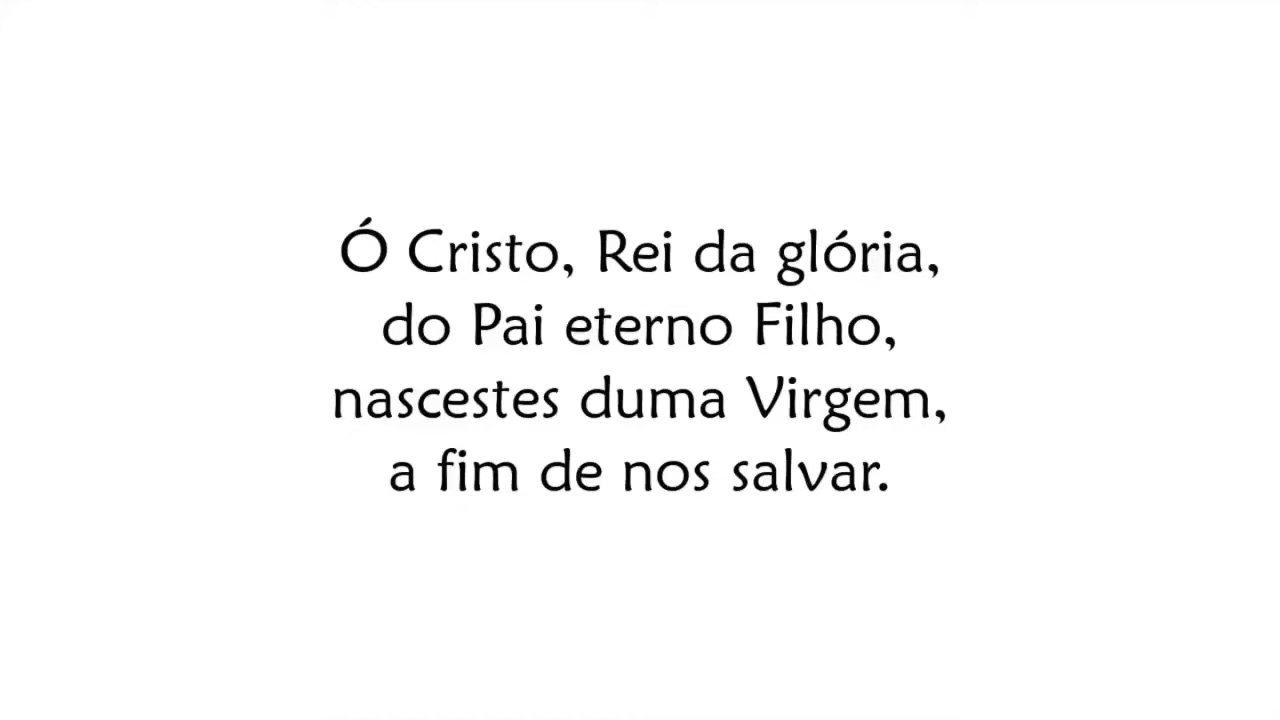 Ó Cristo, Rei da glória,
do Pai eterno Filho,
nascestes duma Virgem,
a fim de nos salvar.